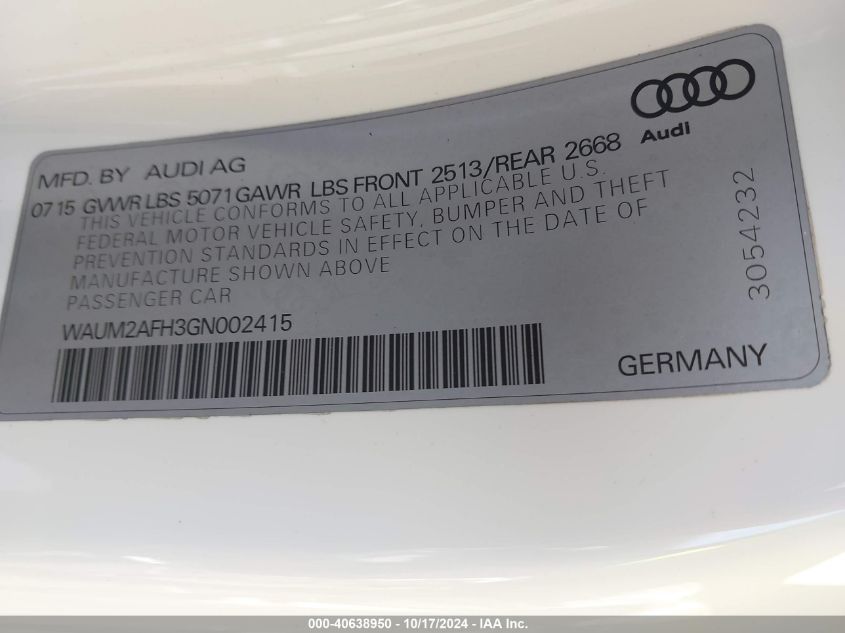 Audi
MFD. BY AUDI AG
07 15 GVWR LBS 5071 GAWR LBS FRONT 2513/REAR 2668
THIS VEHICLE CONFORMS TO ALL APPLICABLE U.S.
FEDERAL MOTOR VEHICLE SAFETY, BUMPER AND THEFT
PREVENTION STANDARDS IN EFFECT ON THE DATE OF
MANUFACTURE SHOWN ABOVE
PASSENGER CAR
3054232
WAUM2AFH3GN002415
GERMANY
000-40638950 - 10/17/2024 - IAA Inc.